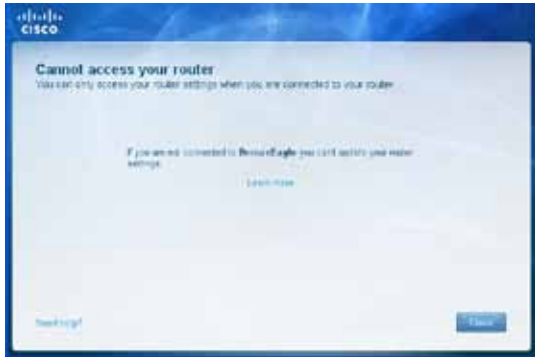 cisco
Cannot access your router
You can only access your router settings when you are connected to your router.
If you are not connected to you can't update your router
settings.
Learn more
Need help?
Close